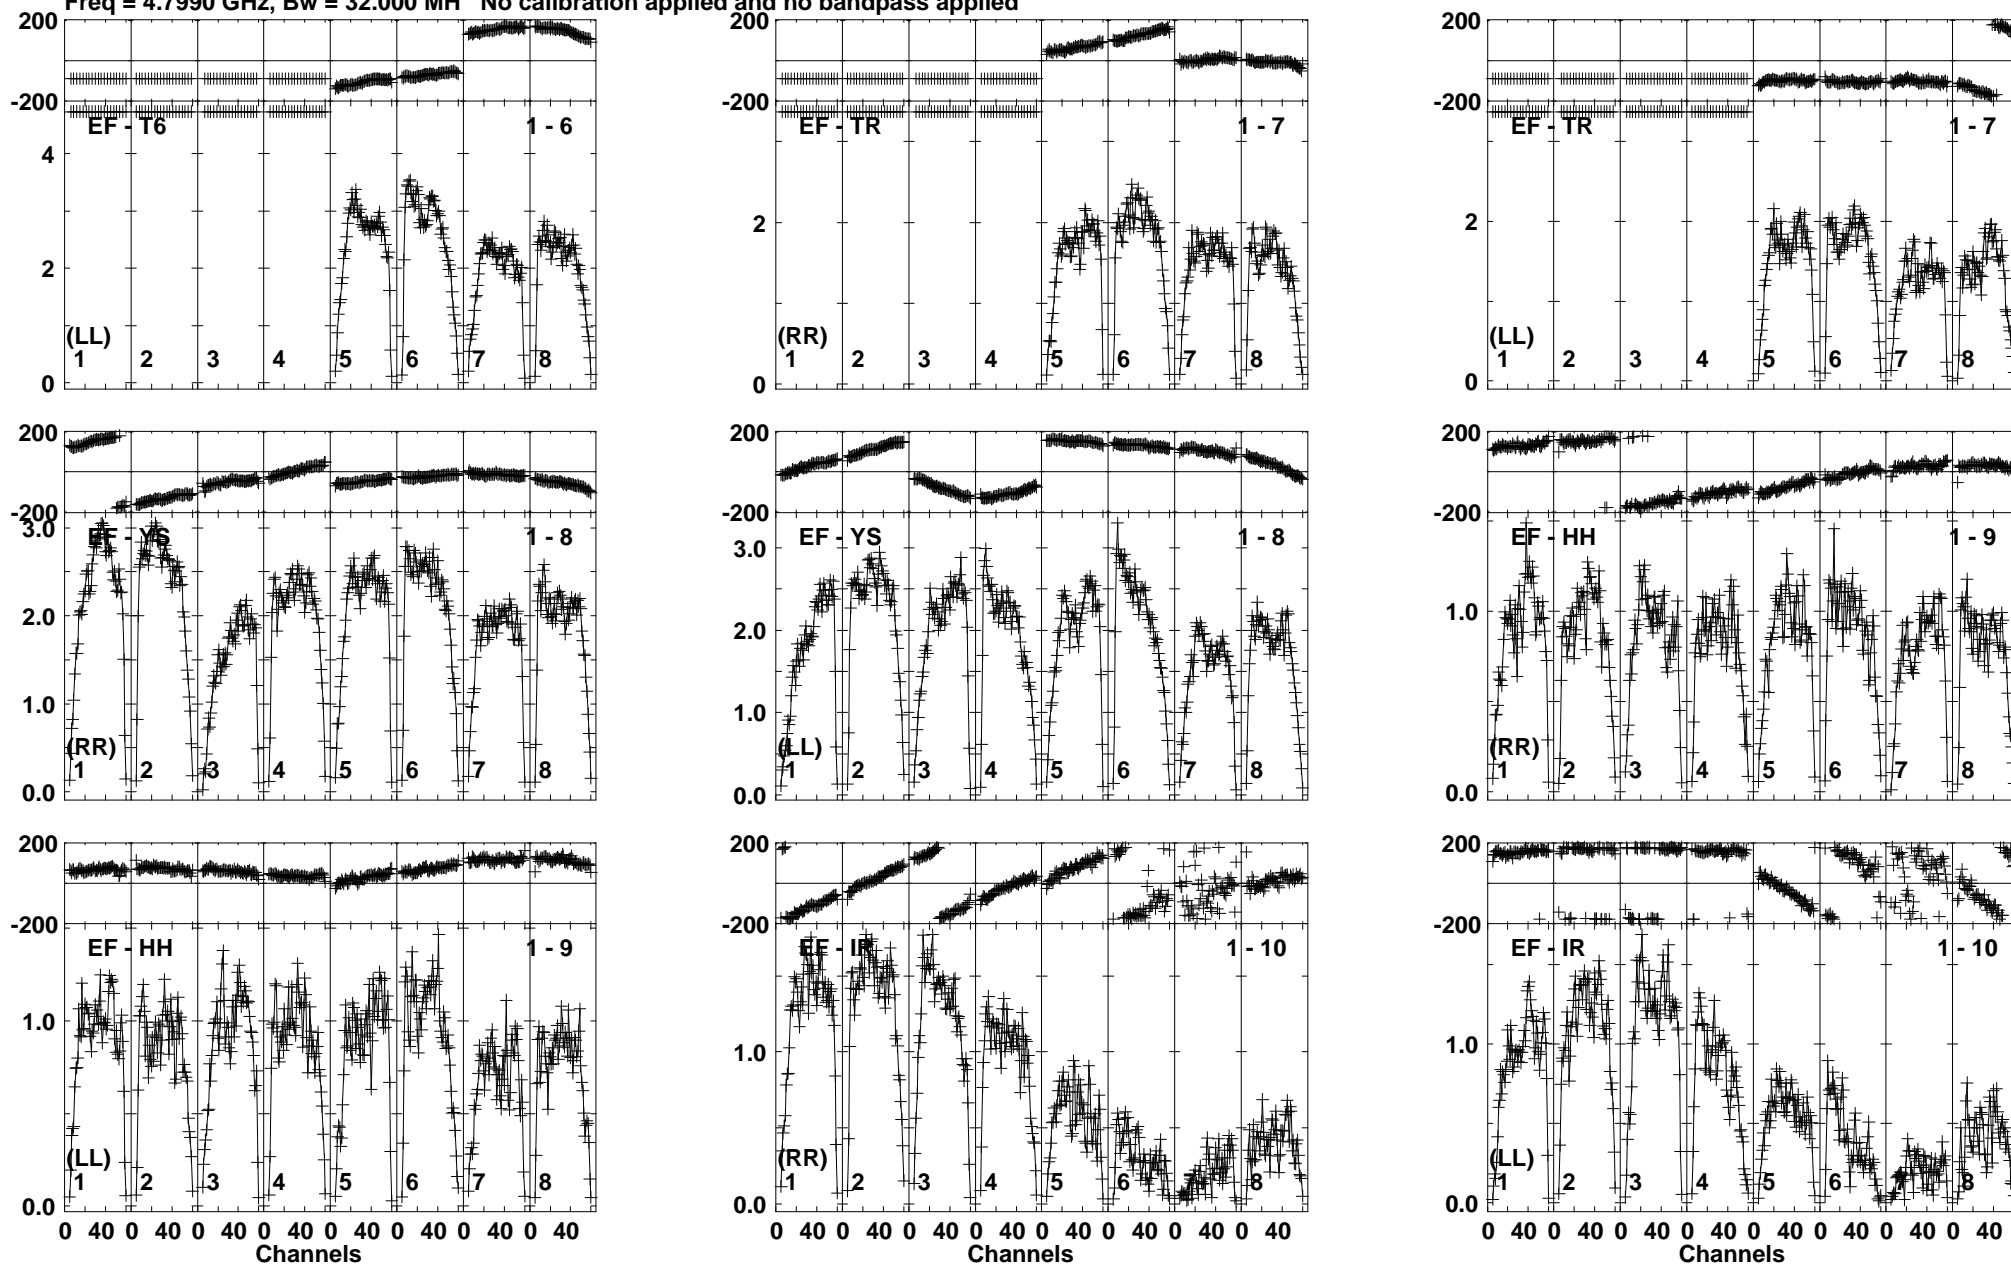 Freq = 4.7990 GHz, Bw = 32.000 MH   No calibration applied and no bandpass applied
200
-200
EF - T6 1 - 6
4
2
0
(LL)
1 2 3 4 5 6 7 8
200
-200
EF - TR 1 - 7
2
0
(RR)
1 2 3 4 5 6 7 8
200
-200
EF - TR 1 - 7
2
0
(LL)
1 2 3 4 5 6 7 8
200
-200
EF - YS 1 - 8
3.0
2.0
1.0
0.0
(RR)
1 2 3 4 5 6 7 8
200
-200
EF - YS 1 - 8
3.0
2.0
1.0
0.0
(LL)
1 2 3 4 5 6 7 8
200
-200
EF - HH 1 - 9
1.0
0.0
(RR)
1 2 3 4 5 6 7 8
200
-200
EF - HH 1 - 9
1.0
0.0
(LL)
1 2 3 4 5 6 7 8
0 40 0 40 0 40 0 40 0 40 0 40 0 40 0 40
Channels
200
-200
EF - IR 1 - 10
1.0
0.0
(RR)
1 2 3 4 5 6 7 8
0 40 0 40 0 40 0 40 0 40 0 40 0 40 0 40
Channels
200
-200
EF - IR 1 - 10
1.0
0.0
(LL)
1 2 3 4 5 6 7 8
0 40 0 40 0 40 0 40 0 40 0 40 0 40 0 40
Channels